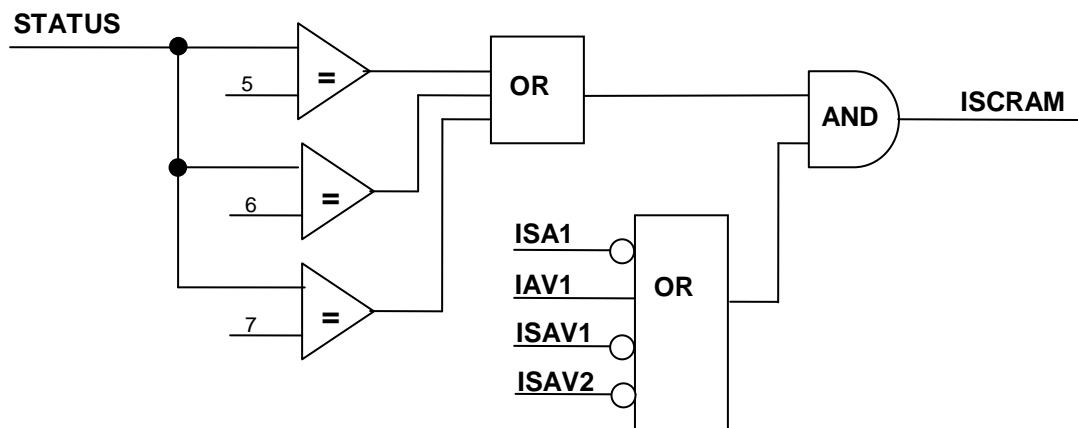 STATUS
=
5
OR
AND
ISCRAM
=
6
ISA1
IAV1
OR
=
7
ISAV1
ISAV2